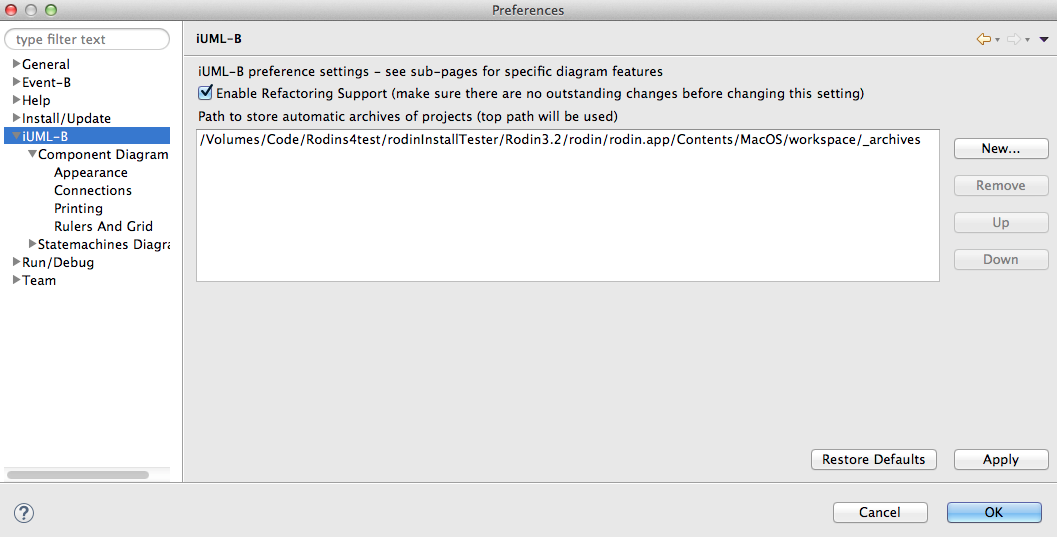 Preferences
type filter text
General
Event-B
Help
Install/Update
iUML-B
Component Diagram
Appearance
Connections
Printing
Rulers And Grid
Statemachines Diagra
Run/Debug
Team
iUML-B
iUML-B preference settings – see sub-pages for specific diagram features
Enable Refactoring Support (make sure there are no outstanding changes before changing this setting)
Path to store automatic archives of projects (top path will be used)
/Volumes/Code/Rodins4test/rodinInstallTester/Rodin3.2/rodin/rodin.app/Contents/MacOS/workspace/_archives
New...
Remove
Up
Down
Restore Defaults
Apply
?
Cancel
OK